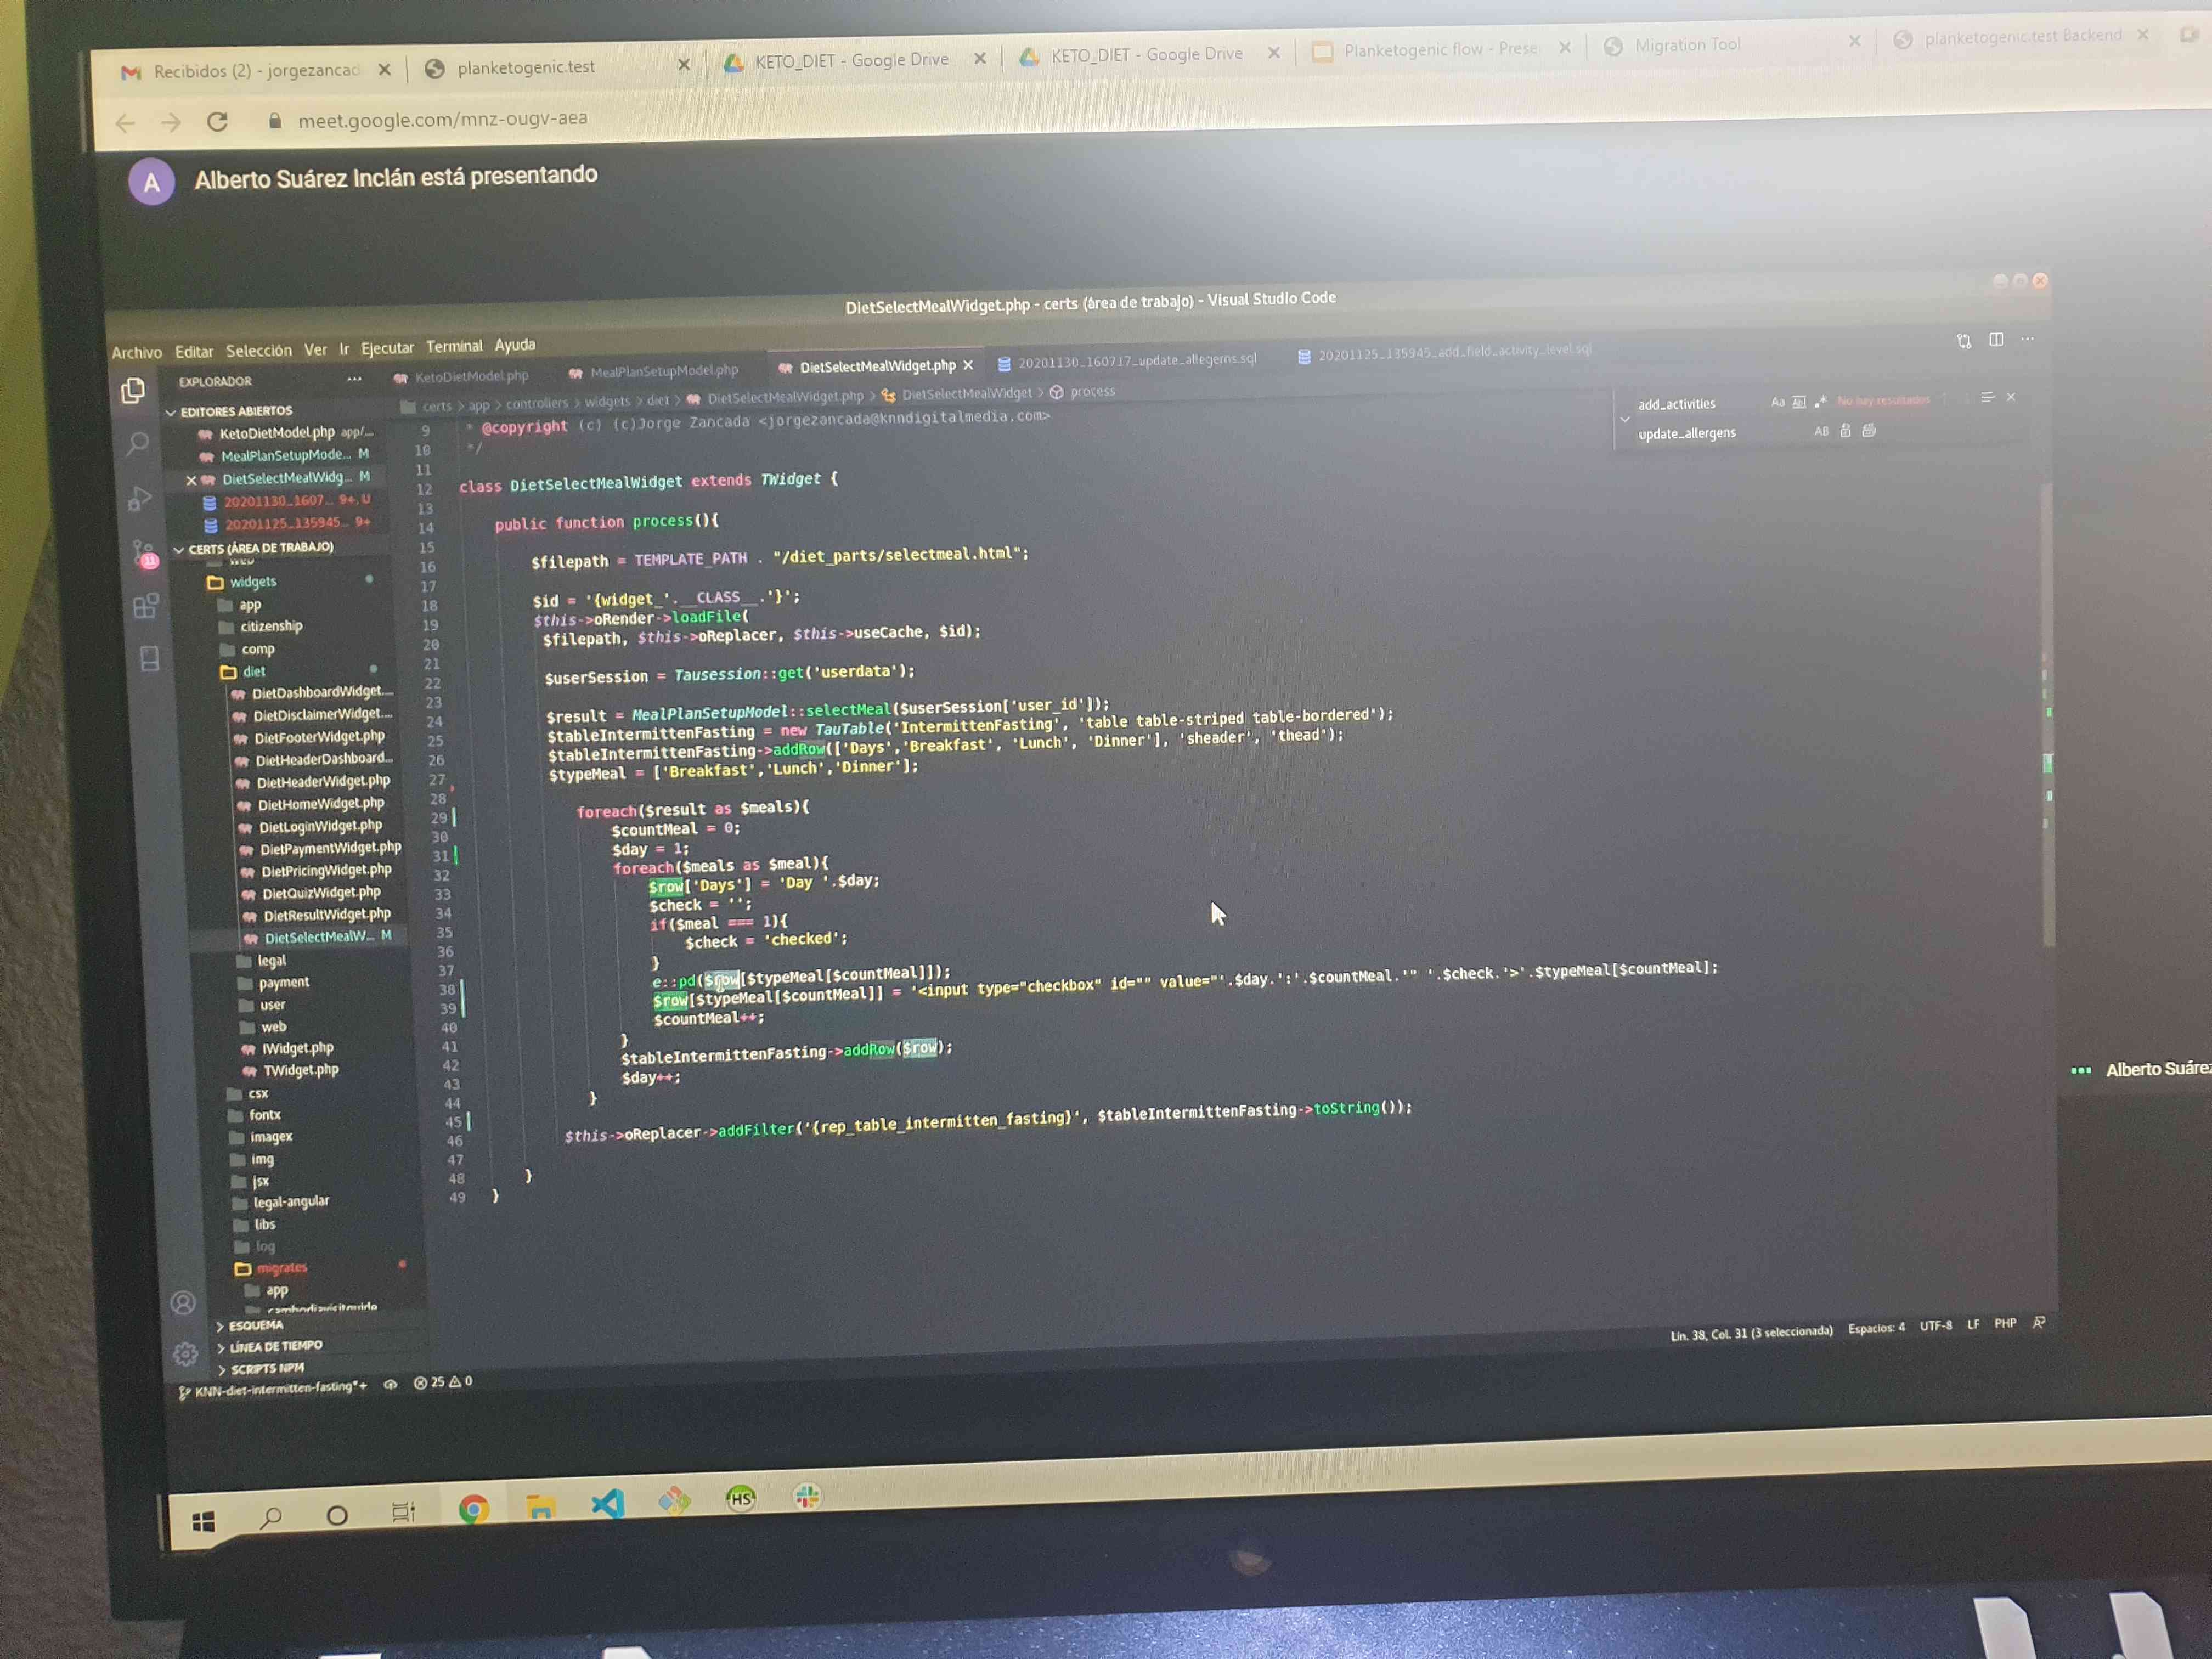 Recibidos (2) - jorgezancad
planketogenic.test
KETO_DIET - Google Drive
KETO_DIET - Google Drive
Planketogenic flow - Prese
Migration Tool
planketogenic.test Backend
meet.google.com/mnz-ougv-aea
A
Alberto Suárez Inclán está presentando
DietSelectMealWidget.php - certs (área de trabajo) - Visual Studio Code
Archivo Editar Selección Ver Ir Ejecutar Terminal Ayuda
EXPLORADOR ...
KetoDietModel.php
MealPlanSetupModel.php
DietSelectMealWidget.php
20201130_160717_update_allegerns.sql
20201125_135945_add_field_activity_level.sql
certs > app > controllers > widgets > diet > DietSelectMealWidget.php > DietSelectMealWidget > process
add_activities
Aa Abl .* No hay resultados
update_allergens
AB
EDITORES ABIERTOS
KetoDietModel.php app/...
MealPlanSetupMode... M
DietSelectMealWidg... M
20201130_1607... 9+, U
20201125_135945... 9+
CERTS (ÁREA DE TRABAJO)
widgets
app
citizenship
comp
diet
DietDashboardWidget....
DietDisclaimerWidget....
DietFooterWidget.php
DietHeaderDashboard...
DietHeaderWidget.php
DietHomeWidget.php
DietLoginWidget.php
DietPaymentWidget.php
DietPricingWidget.php
DietQuizWidget.php
DietResultWidget.php
DietSelectMealW... M
legal
payment
user
web
IWidget.php
TWidget.php
csx
fontx
imagex
img
jsx
legal-angular
libs
log
migrates
app
ESQUEMA
LÍNEA DE TIEMPO
SCRIPTS NPM
9 * @copyright (c) (c)Jorge Zancada <jorgezancada@knndigitalmedia.com>
10 */
11
12 class DietSelectMealWidget extends TWidget {
13
14 public function process(){
15
16 $filepath = TEMPLATE_PATH . "/diet_parts/selectmeal.html";
17
18 $id = '{widget_'.__CLASS__.'}';
19 $this->oRender->loadFile(
20 $filepath, $this->oReplacer, $this->useCache, $id);
21
22 $userSession = Tausession::get('userdata');
23
24 $result = MealPlanSetupModel::selectMeal($userSession['user_id']);
25 $tableIntermittenFasting = new TauTable('IntermittenFasting', 'table table-striped table-bordered');
26 $tableIntermittenFasting->addRow(['Days','Breakfast', 'Lunch', 'Dinner'], 'sheader', 'thead');
27 $typeMeal = ['Breakfast','Lunch','Dinner'];
28
29 foreach($result as $meals){
30 $countMeal = 0;
31 $day = 1;
32 foreach($meals as $meal){
33 $row['Days'] = 'Day '.$day;
34 $check = '';
35 if($meal === 1){
36 $check = 'checked';
37 }
38 e::pd($row[$typeMeal[$countMeal]]);
39 $row[$typeMeal[$countMeal]] = '<input type="checkbox" id="" value="'.$day.':'.$countMeal.'" '.$check.'>'.$typeMeal[$countMeal];
40 $countMeal++;
41 }
42 $tableIntermittenFasting->addRow($row);
43 $day++;
44 }
45
46 $this->oReplacer->addFilter('{rep_table_intermitten_fasting}', $tableIntermittenFasting->toString());
47
48 }
49 }
11
Alberto Suárez
KNN-diet-intermitten-fasting*+ 25 0
Lín. 38, Col. 31 (3 seleccionada) Espacios: 4 UTF-8 LF PHP
HS